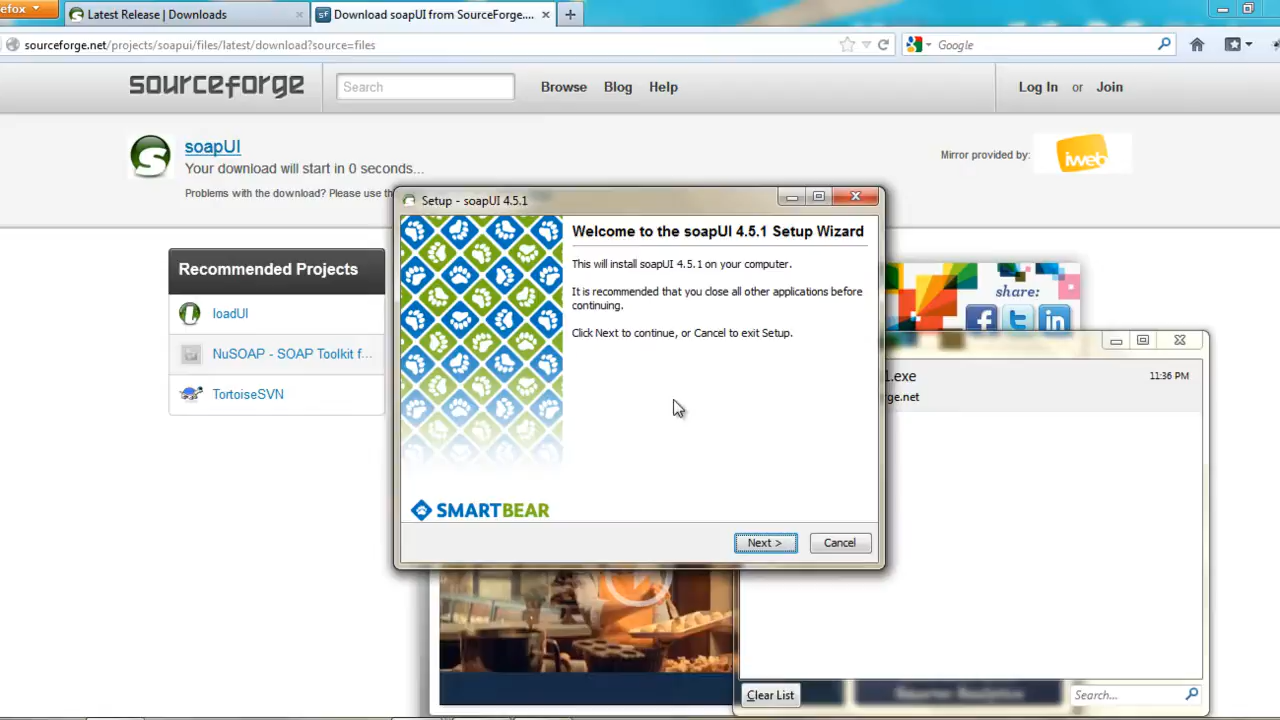 efox
Latest Release | Downloads
Download soapUI from SourceForge....
sourceforge.net/projects/soapui/files/latest/download?source=files
Google
sourceforge
Search
Browse
Blog
Help
Log In
or
Join
soapUI
Your download will start in 0 seconds...
Problems with the download? Please use th
Mirror provided by:
iweb
Setup - soapUI 4.5.1
Welcome to the soapUI 4.5.1 Setup Wizard
This will install soapUI 4.5.1 on your computer.
It is recommended that you close all other applications before
continuing.
Click Next to continue, or Cancel to exit Setup.
SMARTBEAR
Next >
Cancel
Recommended Projects
loadUI
NuSOAP - SOAP Toolkit f...
TortoiseSVN
share:
1.exe
11:36 PM
rge.net
Clear List
Search...